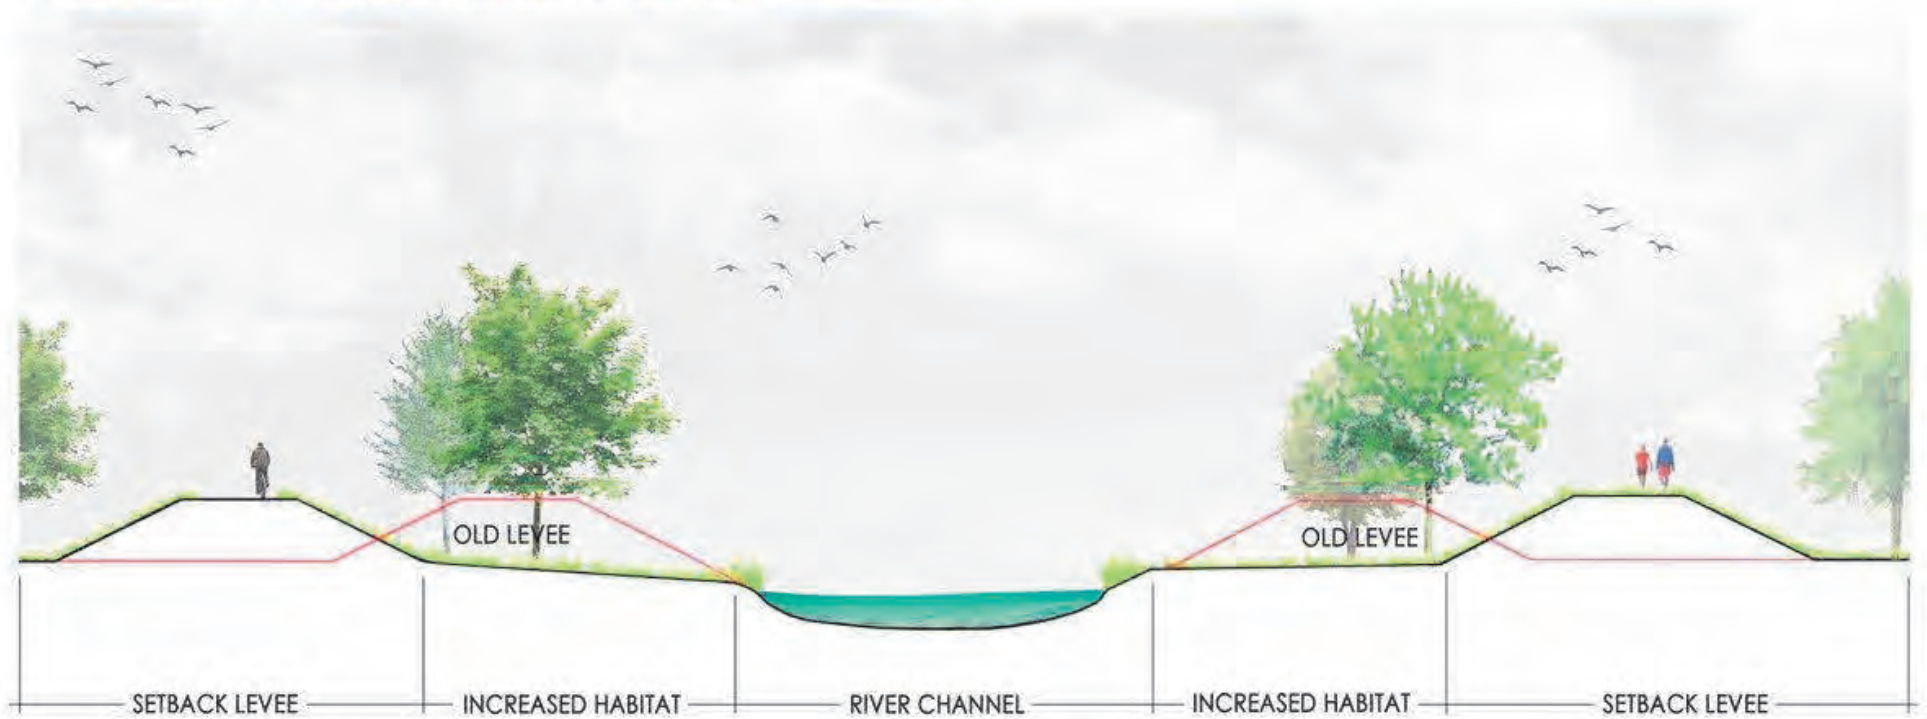 OLD LEVEE
OLD LEVEE
SETBACK LEVEE
INCREASED HABITAT
RIVER CHANNEL
INCREASED HABITAT
SETBACK LEVEE